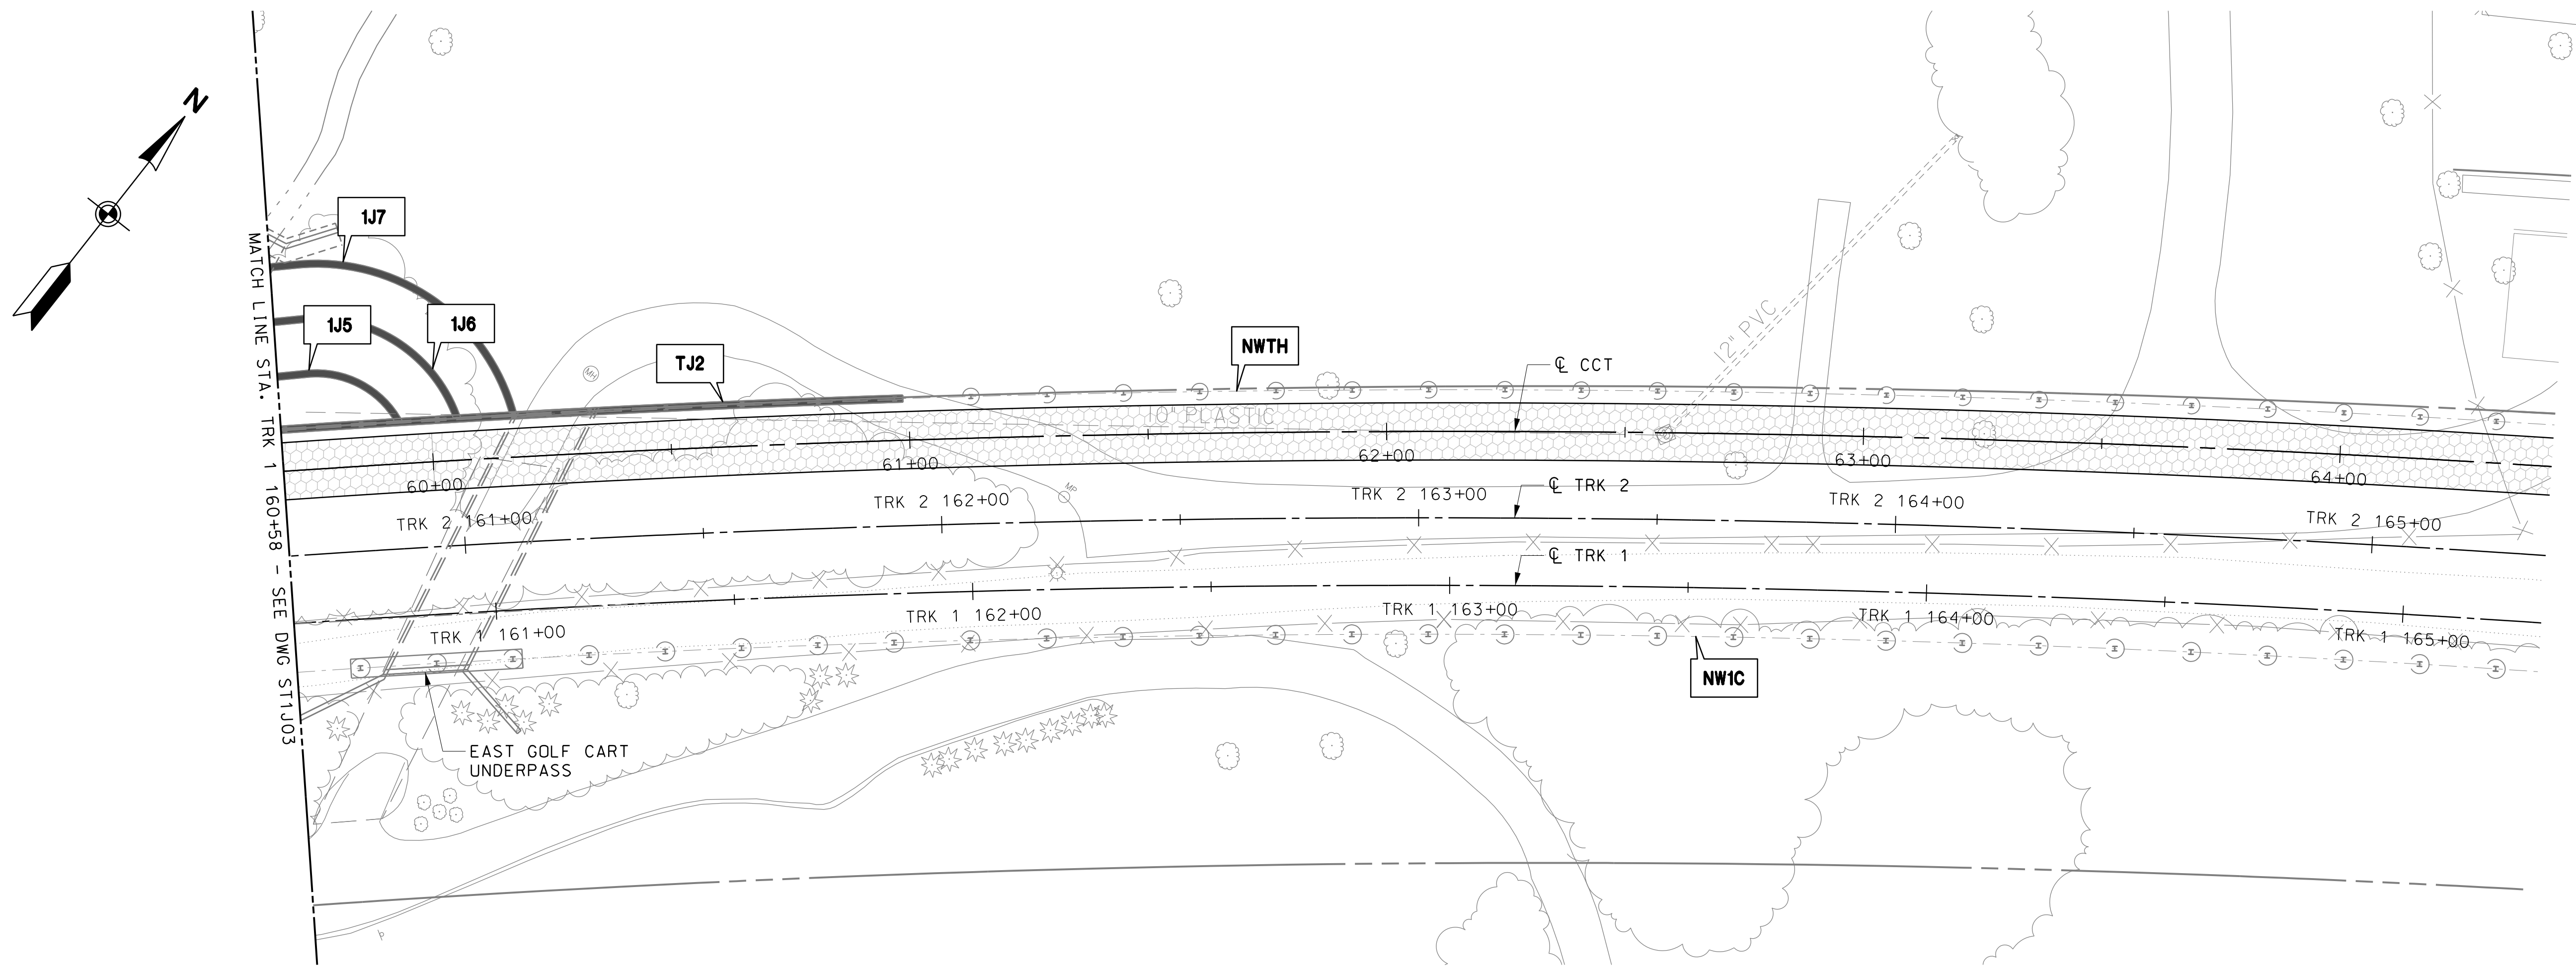 N
1J7
1J5
1J6
TJ2
NWTH
℄ CCT
12" PVC
MH
10" PLASTIC
MATCH LINE STA. TRK 1 160+58 - SEE DWG ST1J03
60+00
61+00
62+00
63+00
64+00
MP
℄ TRK 2
TRK 2 161+00
TRK 2 162+00
TRK 2 163+00
TRK 2 164+00
TRK 2 165+00
℄ TRK 1
TRK 1 161+00
TRK 1 162+00
TRK 1 163+00
TRK 1 164+00
TRK 1 165+00
NW1C
EAST GOLF CART
UNDERPASS